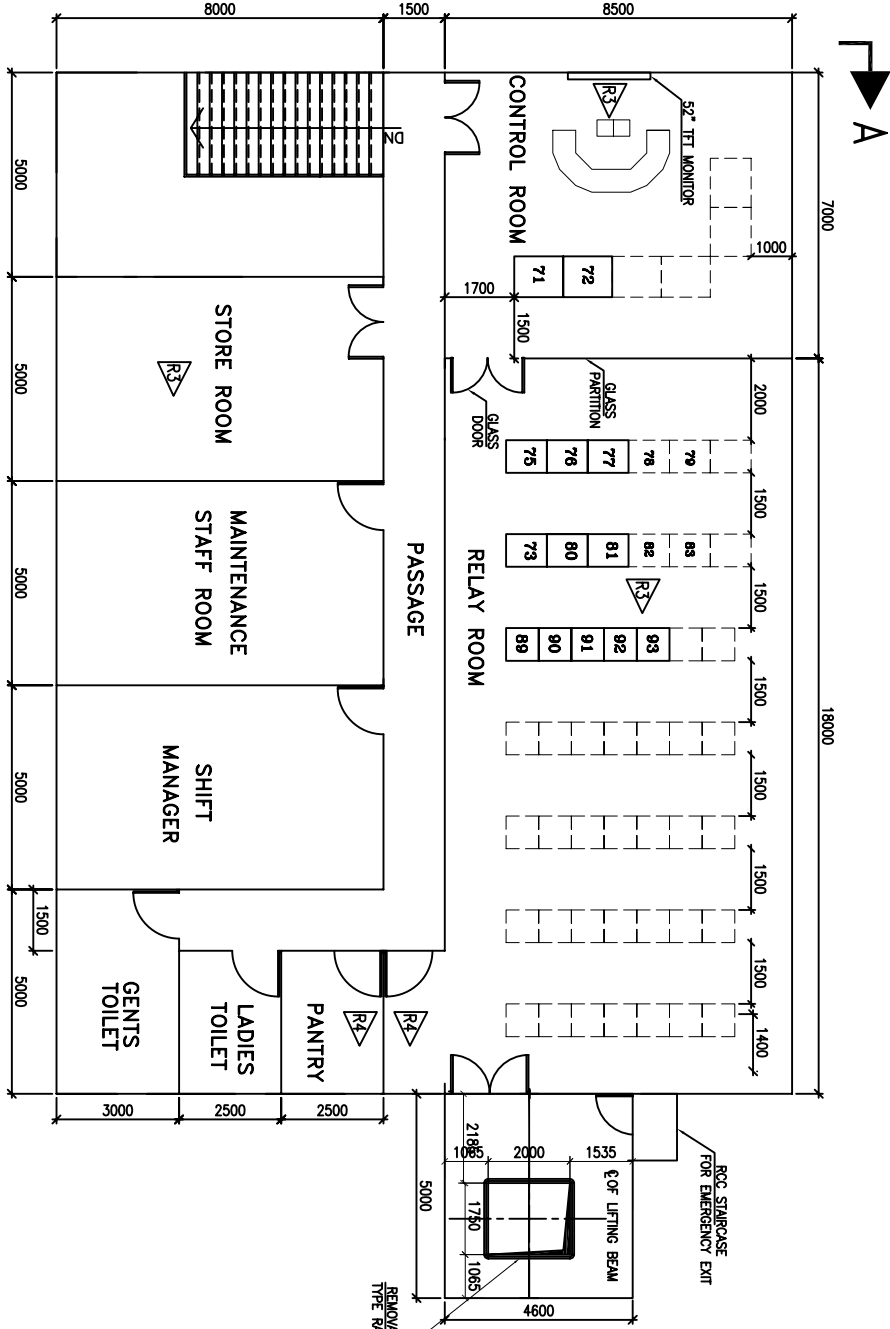 A
7000
18000
8500
1500
8000
1000
2000
1500
1500
1500
1500
1500
1500
1400
52" TFT MONITOR
R3
CONTROL ROOM
71
72
1700
1500
GLASS
PARTITION
GLASS
DOOR
79
78
77
76
75
83
82
81
80
73
R3
93
92
91
90
89
RELAY ROOM
PASSAGE
RCC STAIRCASE
FOR EMERGENCY EXIT
℄OF LIFTING BEAM
1065
2000
1535
2185
1750
1065
5000
4600
REMOVA
TYPE RA
DN
STORE ROOM
R3
MAINTENANCE
STAFF ROOM
SHIFT
MANAGER
R4
R4
PANTRY
LADIES
TOILET
GENTS
TOILET
1500
3000
2500
2500
5000
5000
5000
5000
5000